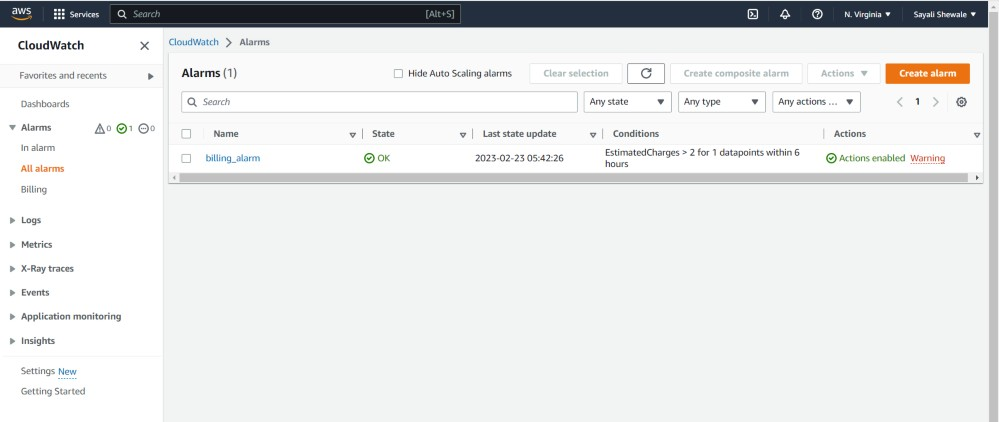 aws Services Search [Alt+S] N. Virginia Sayali Shewale
CloudWatch
Favorites and recents
Dashboards
Alarms 0 1 0
In alarm
All alarms
Billing
Logs
Metrics
X-Ray traces
Events
Application monitoring
Insights
Settings New
Getting Started
CloudWatch > Alarms
Alarms (1) Hide Auto Scaling alarms Clear selection Create composite alarm Actions Create alarm
Search Any state Any type Any actions ... 1
Name State Last state update Conditions Actions
billing_alarm OK 2023-02-23 05:42:26 EstimatedCharges > 2 for 1 datapoints within 6 Actions enabled Warning
hours